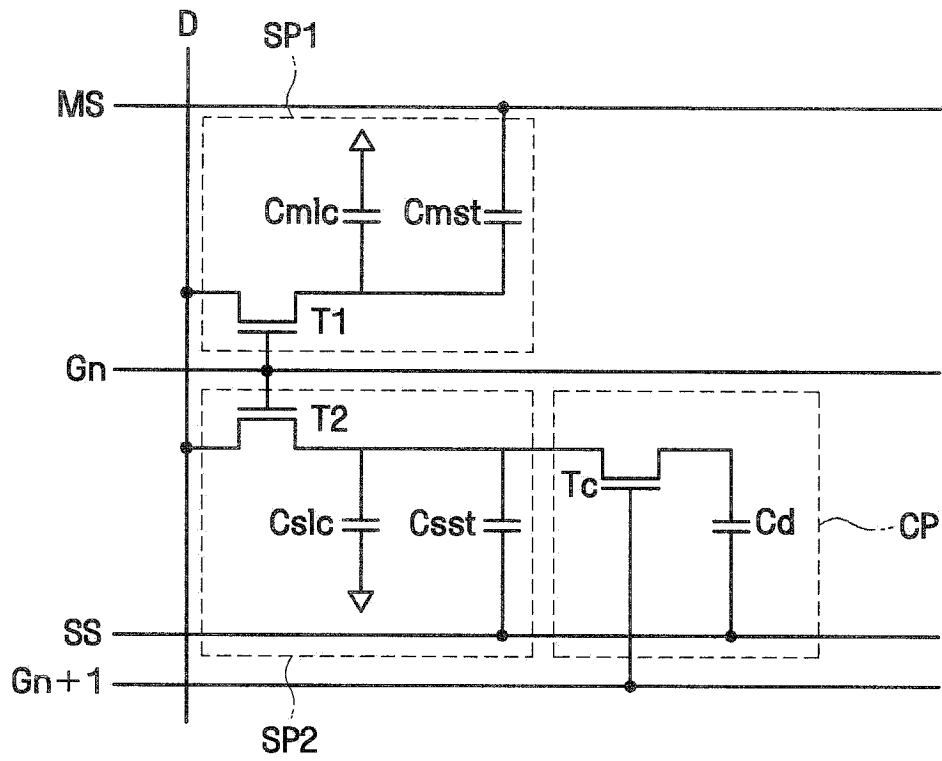 D
SP1
MS
Cmlc
Cmst
T1
Gn
T2
Tc
Cslc
Csst
Cd
CP
SS
Gn+1
SP2